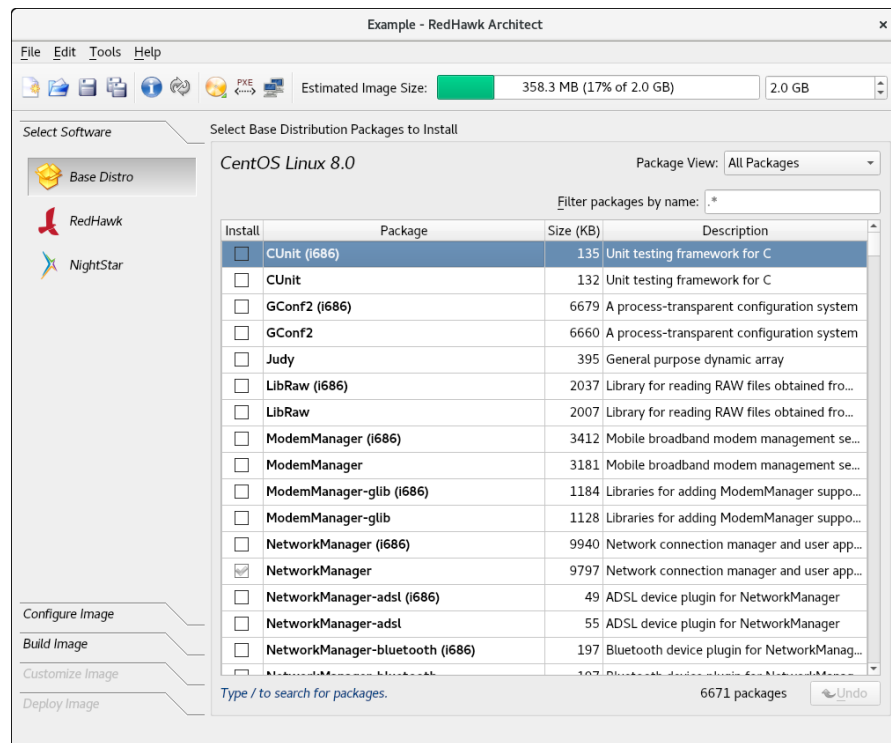 Example - RedHawk Architect
File Edit Tools Help
PXE Estimated Image Size: 358.3 MB (17% of 2.0 GB) 2.0 GB
Select Software
Base Distro
RedHawk
NightStar
Configure Image
Build Image
Customize Image
Deploy Image
Select Base Distribution Packages to Install
CentOS Linux 8.0 Package View: All Packages
Filter packages by name: .*
Install Package Size (KB) Description
CUnit (i686) 135 Unit testing framework for C
CUnit 132 Unit testing framework for C
GConf2 (i686) 6679 A process-transparent configuration system
GConf2 6660 A process-transparent configuration system
Judy 395 General purpose dynamic array
LibRaw (i686) 2037 Library for reading RAW files obtained fro...
LibRaw 2007 Library for reading RAW files obtained fro...
ModemManager (i686) 3412 Mobile broadband modem management se...
ModemManager 3181 Mobile broadband modem management se...
ModemManager-glib (i686) 1184 Libraries for adding ModemManager suppo...
ModemManager-glib 1128 Libraries for adding ModemManager suppo...
NetworkManager (i686) 9940 Network connection manager and user app...
NetworkManager 9797 Network connection manager and user app...
NetworkManager-adsl (i686) 49 ADSL device plugin for NetworkManager
NetworkManager-adsl 55 ADSL device plugin for NetworkManager
NetworkManager-bluetooth (i686) 197 Bluetooth device plugin for NetworkManag...
NetworkManager-bluetooth 197 Bluetooth device plugin for NetworkManag...
Type / to search for packages. 6671 packages Undo